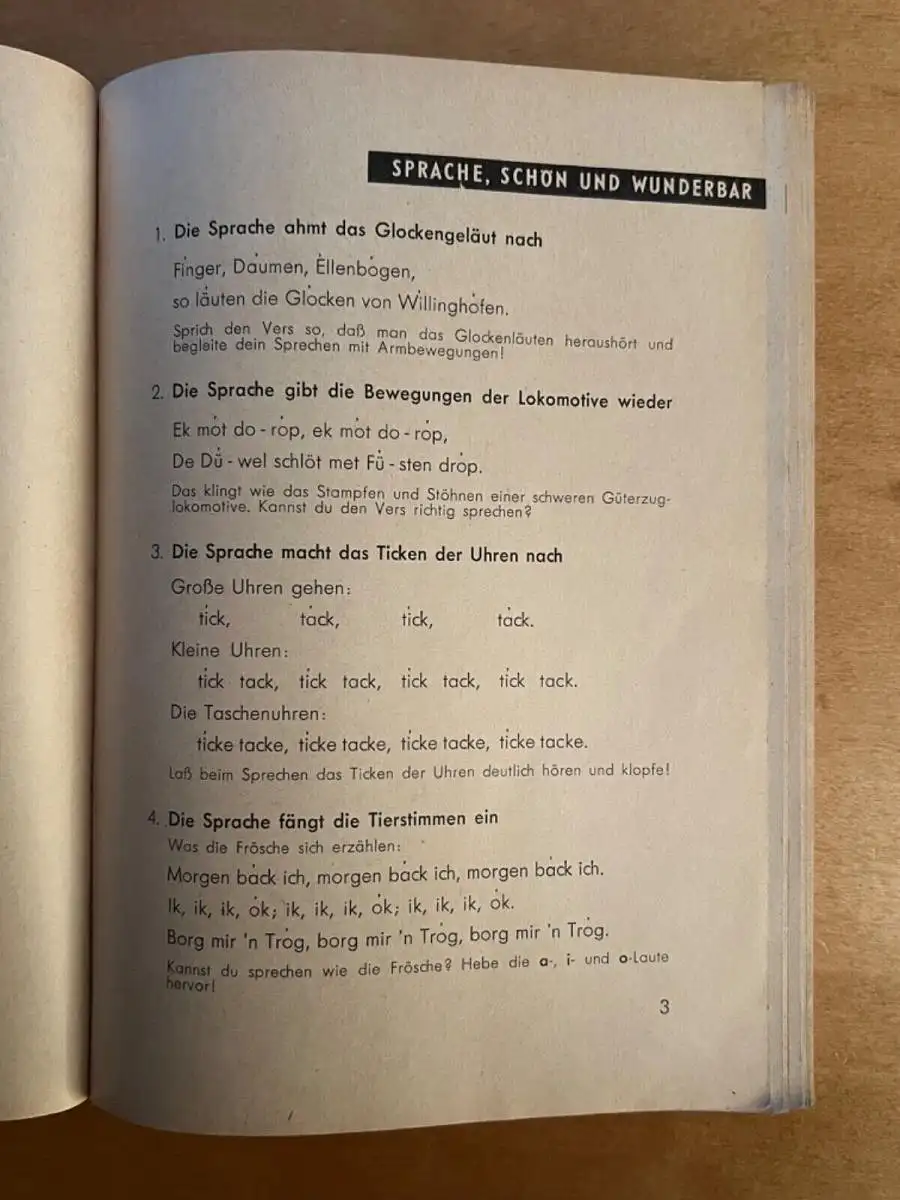 SPRACHE, SCHÖN UND WUNDERBAR
1. Die Sprache ahmt das Glockengeläut nach
Finger, Daumen, Ellenbogen,
so läuten die Glocken von Willinghofen.
Sprich den Vers so, daß man das Glockenläuten heraushört und
begleite dein Sprechen mit Armbewegungen!
2. Die Sprache gibt die Bewegungen der Lokomotive wieder
Ek möt do - rop, ek möt do - rop,
De Dü - wel schlöt met Fü - sten drop.
Das klingt wie das Stampfen und Stöhnen einer schweren Güterzug-
lokomotive. Kannst du den Vers richtig sprechen?
3. Die Sprache macht das Ticken der Uhren nach
Große Uhren gehen:
tick, tack, tick, tack.
Kleine Uhren:
tick tack, tick tack, tick tack, tick tack.
Die Taschenuhren:
ticke tacke, ticke tacke, ticke tacke, ticke tacke.
Laß beim Sprechen das Ticken der Uhren deutlich hören und klopfe!
4. Die Sprache fängt die Tierstimmen ein
Was die Frösche sich erzählen:
Morgen back ich, morgen back ich, morgen back ich.
Ik, ik, ik, ok; ik, ik, ik, ok; ik, ik, ik, ok.
Borg mir 'n Trog, borg mir 'n Trog, borg mir 'n Trog.
Kannst du sprechen wie die Frösche? Hebe die a-, i- und o-Laute
hervor!
3